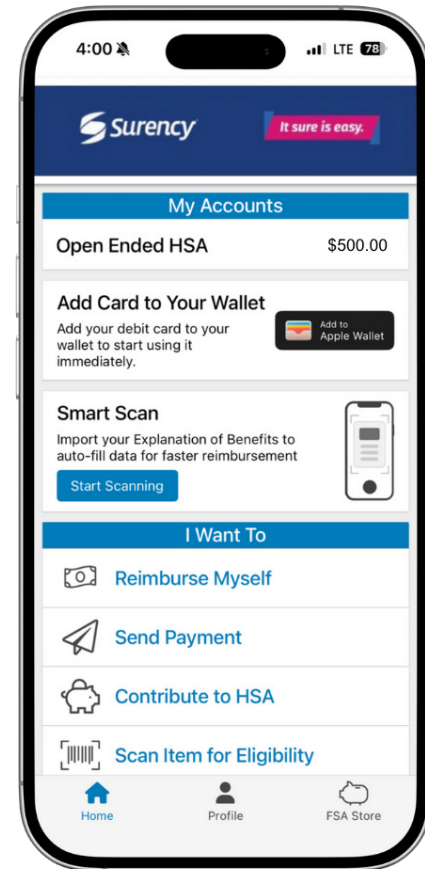 4:00 LTE 78
Surency It sure is easy.
My Accounts
Open Ended HSA $500.00
Add Card to Your Wallet
Add your debit card to your
wallet to start using it
immediately.
Add to
Apple Wallet
Smart Scan
Import your Explanation of Benefits to
auto-fill data for faster reimbursement
Start Scanning
I Want To
Reimburse Myself
Send Payment
Contribute to HSA
Scan Item for Eligibility
Home Profile FSA Store